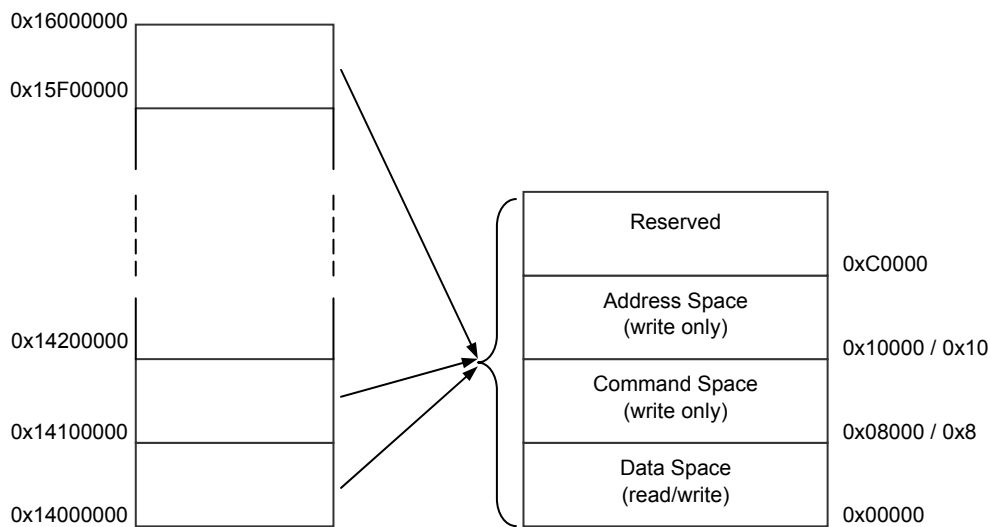 0x16000000
0x15F00000
0x14200000
0x14100000
0x14000000
Reserved
0xC0000
Address Space
(write only)
0x10000 / 0x10
Command Space
(write only)
0x08000 / 0x8
Data Space
(read/write)
0x00000